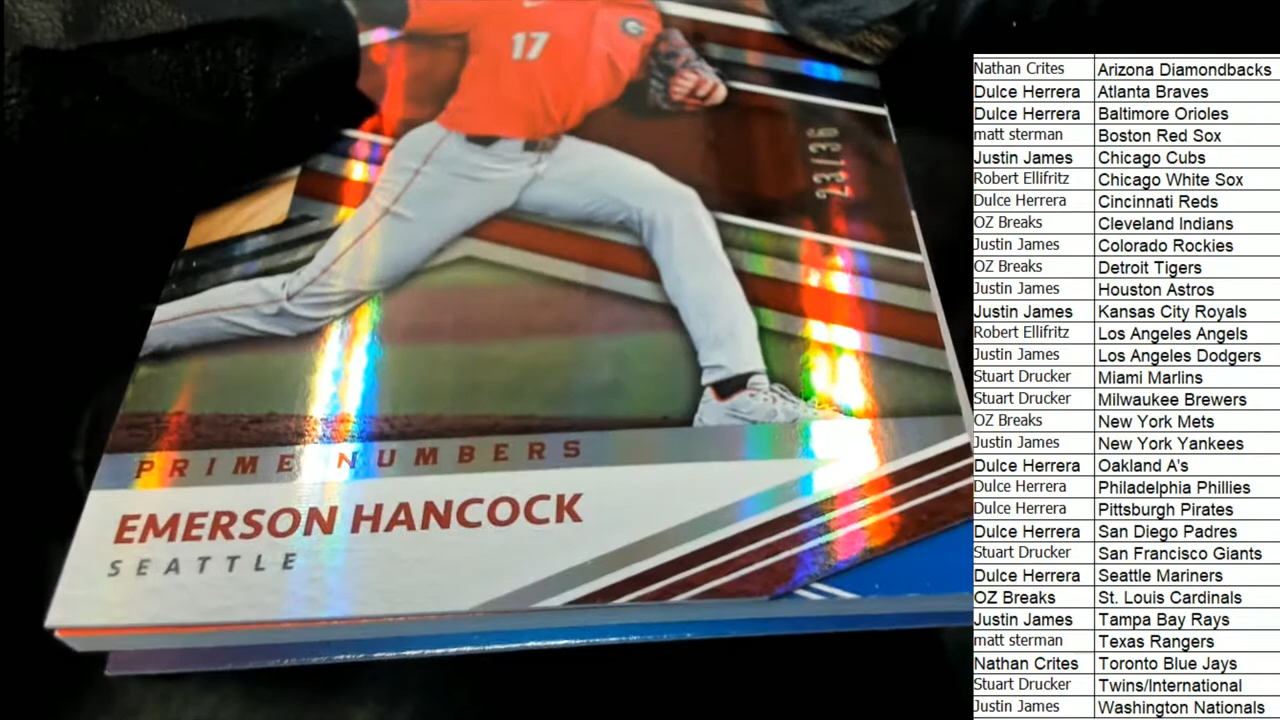 17
G
23/36
PRIME NUMBERS
EMERSON HANCOCK
SEATTLE
Nathan Crites Arizona Diamondbacks
Dulce Herrera Atlanta Braves
Dulce Herrera Baltimore Orioles
matt sterman Boston Red Sox
Justin James Chicago Cubs
Robert Ellifritz Chicago White Sox
Dulce Herrera Cincinnati Reds
OZ Breaks Cleveland Indians
Justin James Colorado Rockies
OZ Breaks Detroit Tigers
Justin James Houston Astros
Justin James Kansas City Royals
Robert Ellifritz Los Angeles Angels
Justin James Los Angeles Dodgers
Stuart Drucker Miami Marlins
Stuart Drucker Milwaukee Brewers
OZ Breaks New York Mets
Justin James New York Yankees
Dulce Herrera Oakland A's
Dulce Herrera Philadelphia Phillies
Dulce Herrera Pittsburgh Pirates
Dulce Herrera San Diego Padres
Stuart Drucker San Francisco Giants
Dulce Herrera Seattle Mariners
OZ Breaks St. Louis Cardinals
Justin James Tampa Bay Rays
matt sterman Texas Rangers
Nathan Crites Toronto Blue Jays
Stuart Drucker Twins/International
Justin James Washington Nationals